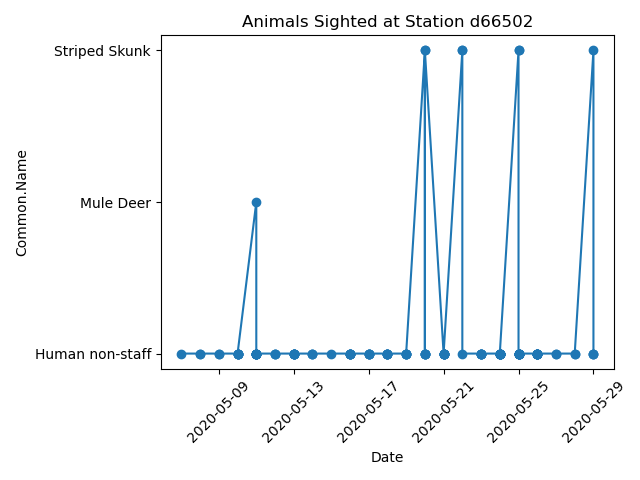 Animals Sighted at Station d66502
Striped Skunk
Mule Deer
Human non-staff
Common.Name
2020-05-09
2020-05-13
2020-05-17
2020-05-21
2020-05-25
2020-05-29
Date